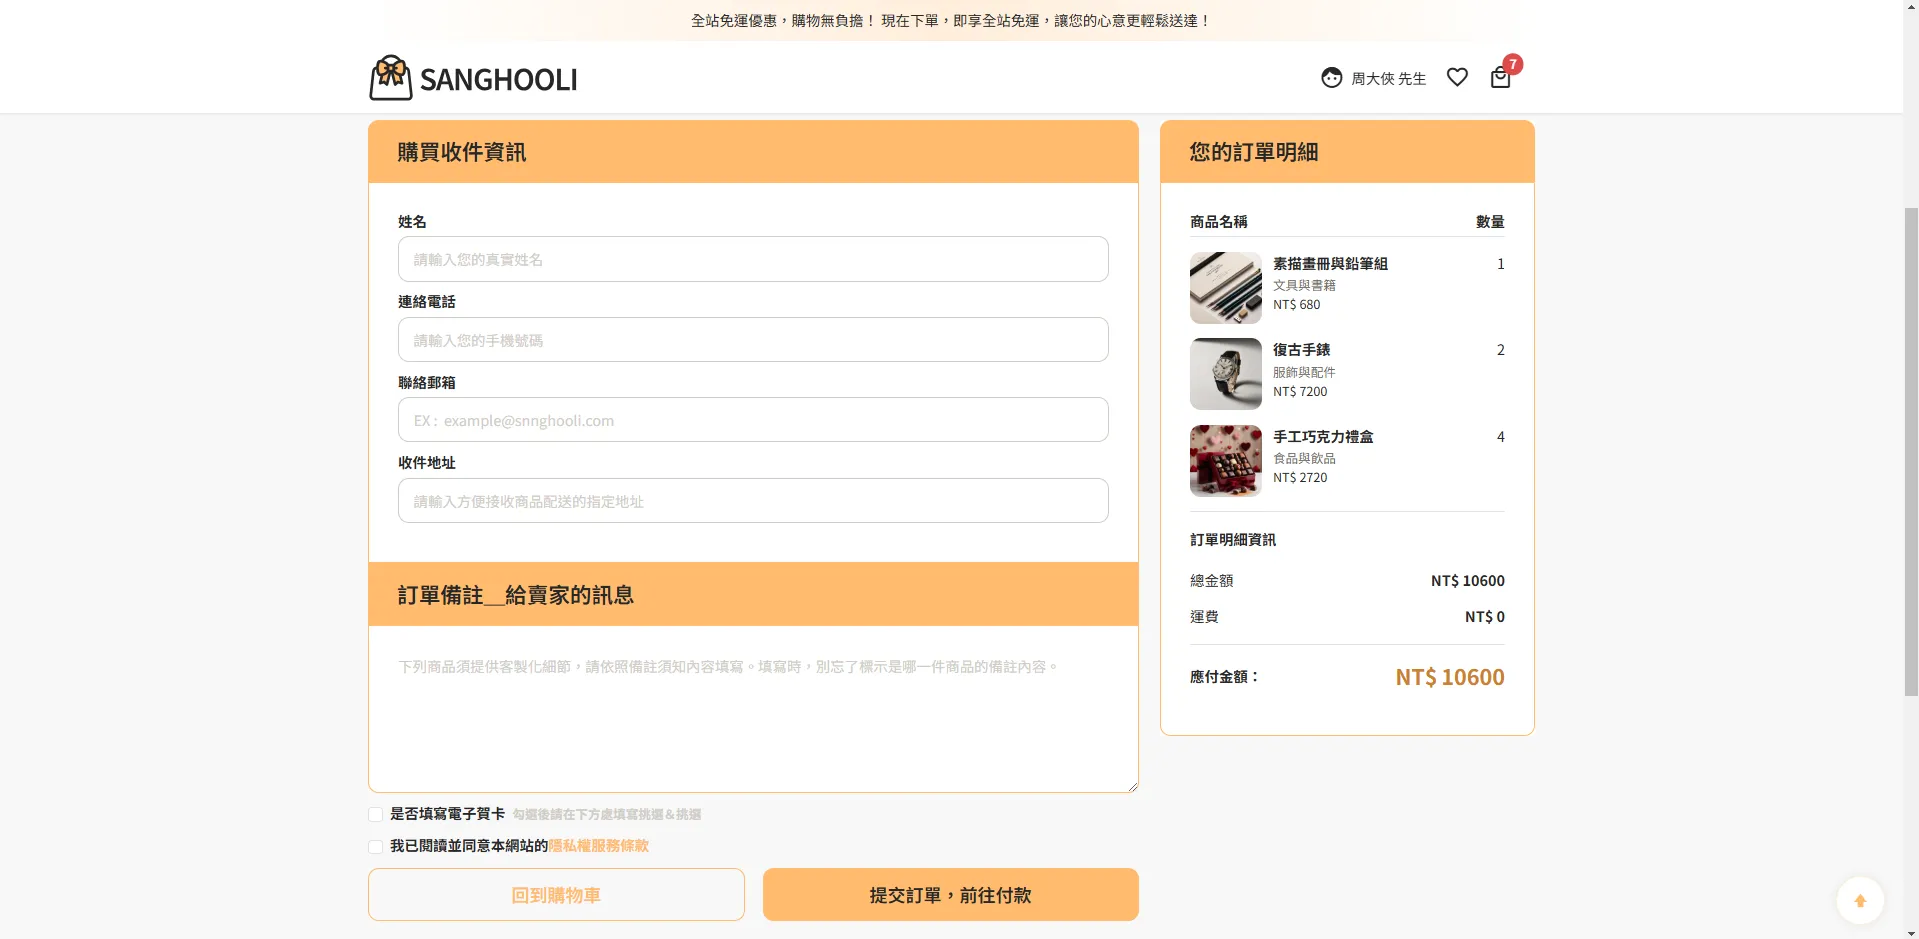 全站免運優惠，購物無負擔！ 現在下單，即享全站免運，讓您的心意更輕鬆送達！
SANGHOOLI
周大俠 先生
7
購買收件資訊
姓名
請輸入您的真實姓名
連絡電話
請輸入您的手機號碼
聯絡郵箱
EX : example@snnghooli.com
收件地址
請輸入方便接收商品配送的指定地址
訂單備註__給賣家的訊息
下列商品須提供客製化細節，請依照備註須知內容填寫。填寫時，別忘了標示是哪一件商品的備註內容。
是否填寫電子賀卡 勾選後請在下方處填寫挑選＆挑選
我已閱讀並同意本網站的隱私權服務條款
回到購物車
提交訂單，前往付款
您的訂單明細
商品名稱 數量
素描畫冊與鉛筆組 1
文具與書籍
NT$ 680
復古手錶 2
服飾與配件
NT$ 7200
手工巧克力禮盒 4
食品與飲品
NT$ 2720
訂單明細資訊
總金額 NT$ 10600
運費 NT$ 0
應付金額： NT$ 10600